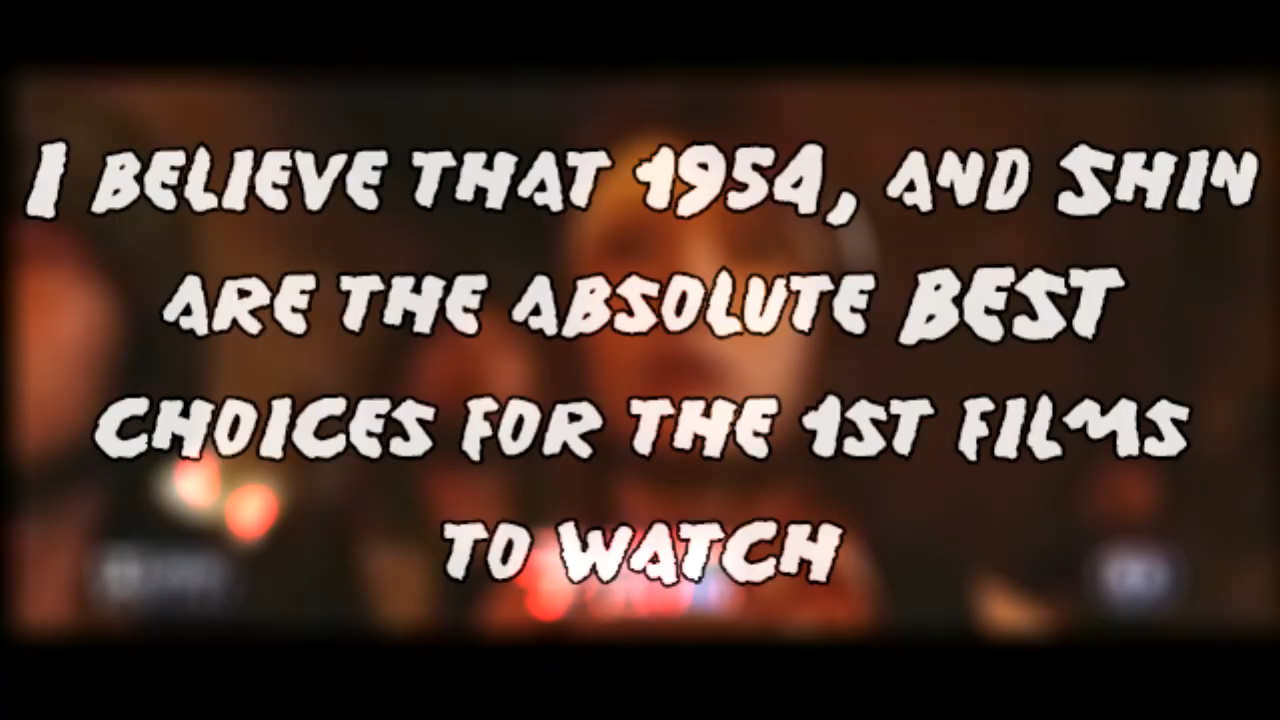 I believe that 1954, and Shin
are the absolute BEST
choices for the 1st films
to watch